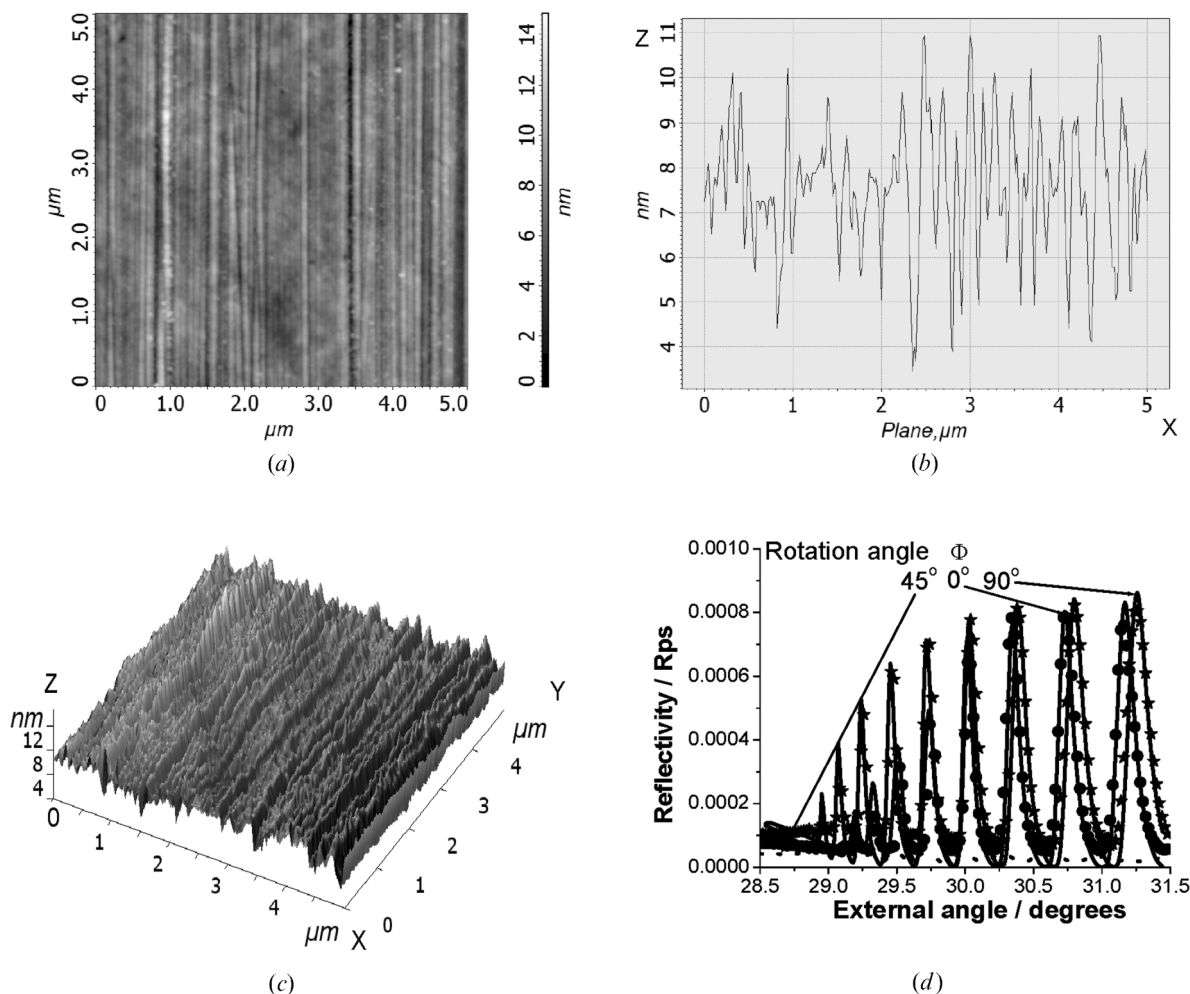 5.0
4.0
3.0
2.0
1.0
0
µm
0 1.0 2.0 3.0 4.0 5.0
µm
14
12
10
8
6
4
2
0
nm
(a)
Z
11
10
9
8
7
6
5
4
nm
0 1 2 3 4 5
Plane,µm X
(b)
Z
nm
12
8
4
0 1 2 3 4
µm X
0 1 2 3 4
µm
Y
(c)
Rotation angle Φ
45° 0° 90°
0.0010
0.0008
0.0006
0.0004
0.0002
0.0000
Reflectivity / Rps
28.5 29.0 29.5 30.0 30.5 31.0 31.5
External angle / degrees
(d)